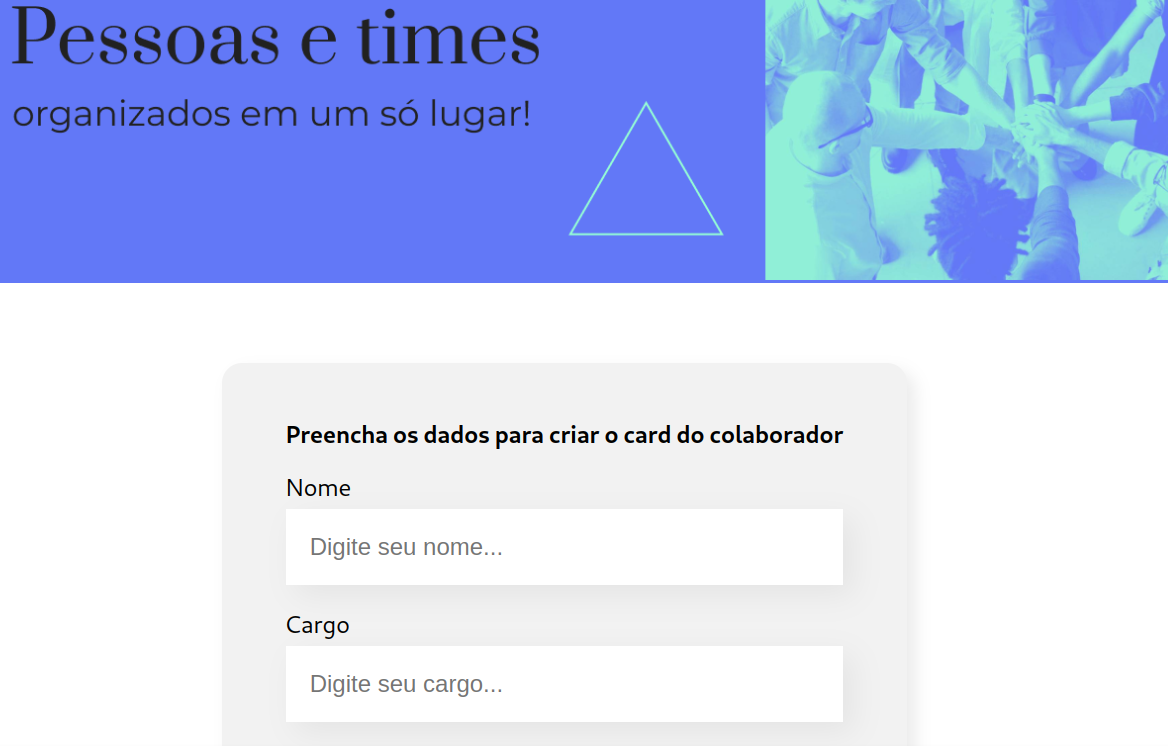 Pessoas e times
organizados em um só lugar!
Preencha os dados para criar o card do colaborador
Nome
Digite seu nome...
Cargo
Digite seu cargo...